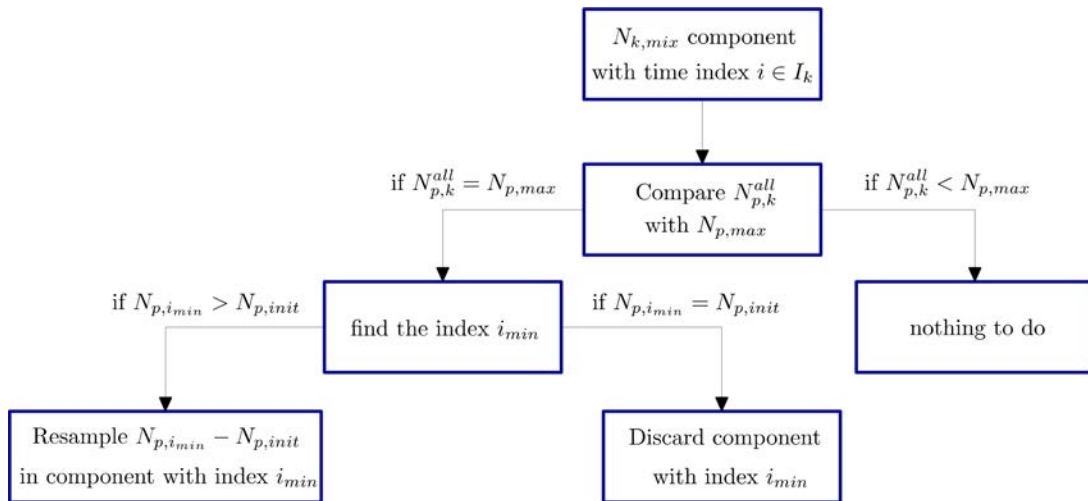 N_{k,mix} component
with time index i ∈ I_k
if N_{p,k}^{all} = N_{p,max}
Compare N_{p,k}^{all}
with N_{p,max}
if N_{p,k}^{all} < N_{p,max}
if N_{p,i_{min}} > N_{p,init}
find the index i_{min}
if N_{p,i_{min}} = N_{p,init}
nothing to do
Resample N_{p,i_{min}} − N_{p,init}
in component with index i_{min}
Discard component
with index i_{min}